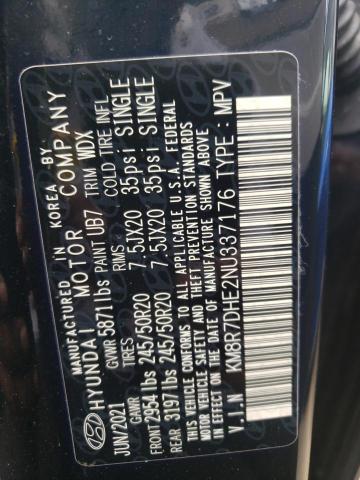 HYUNDAI MOTOR COMPANY
MADE BY IN KOREA
JUN/2021 GVWR 5871lbs PAINT UB7 TRIM WDX
GAWR TIRES RIMS COLD TIRE INFL
FRONT 2954 lbs 245/50R20 7.5JX20 35psi SINGLE
REAR 3197 lbs 245/50R20 7.5JX20 35psi SINGLE
THIS VEHICLE CONFORMS TO ALL APPLICABLE U.S.A. FEDERAL
MOTOR VEHICLE SAFETY, BUMPER, AND THEFT PREVENTION STANDARDS
IN EFFECT ON THE DATE OF MANUFACTURE SHOWN ABOVE.
V.I.N KM8R7DHE2NU337176 TYPE: MPV